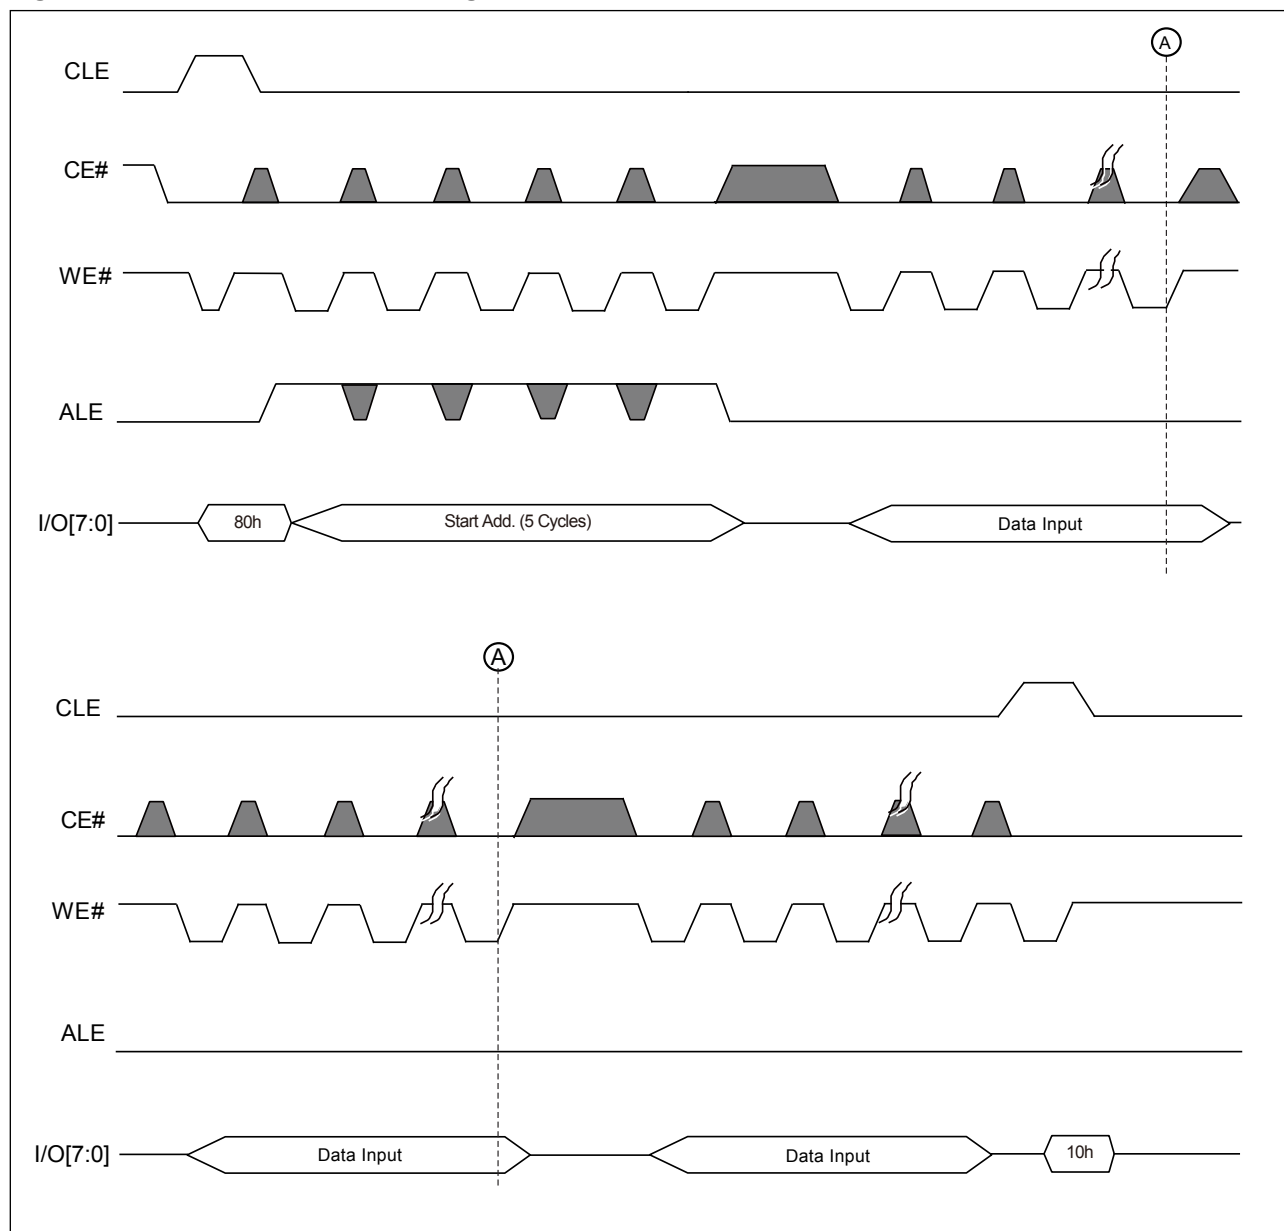 A
CLE
CE#
WE#
ALE
I/O[7:0] 80h Start Add. (5 Cycles) Data Input
A
CLE
CE#
WE#
ALE
I/O[7:0] Data Input Data Input 10h